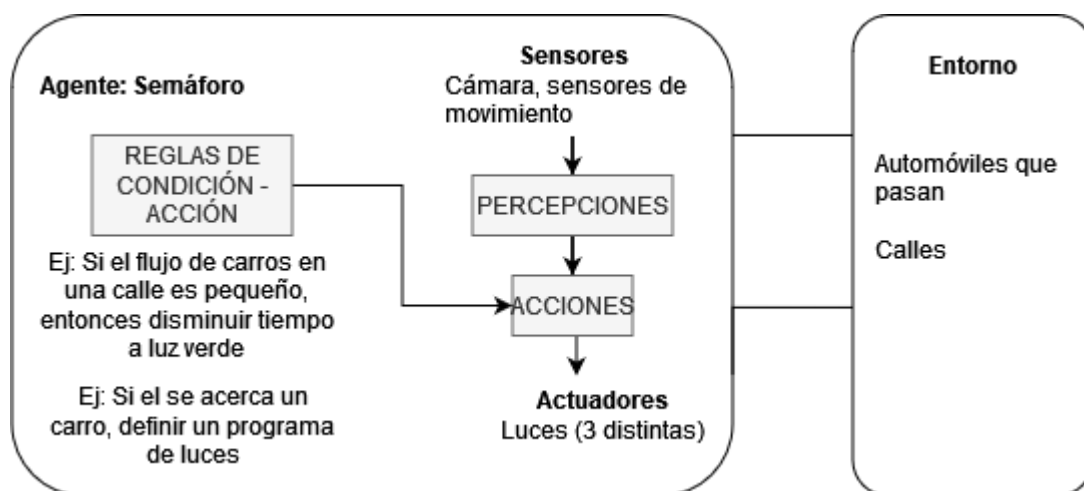 Agente: Semáforo
REGLAS DE
CONDICIÓN -
ACCIÓN
Ej: Si el flujo de carros en
una calle es pequeño,
entonces disminuir tiempo
a luz verde
Ej: Si el se acerca un
carro, definir un programa
de luces
Sensores
Cámara, sensores de
movimiento
PERCEPCIONES
ACCIONES
Actuadores
Luces (3 distintas)
Entorno
Automóviles que
pasan
Calles